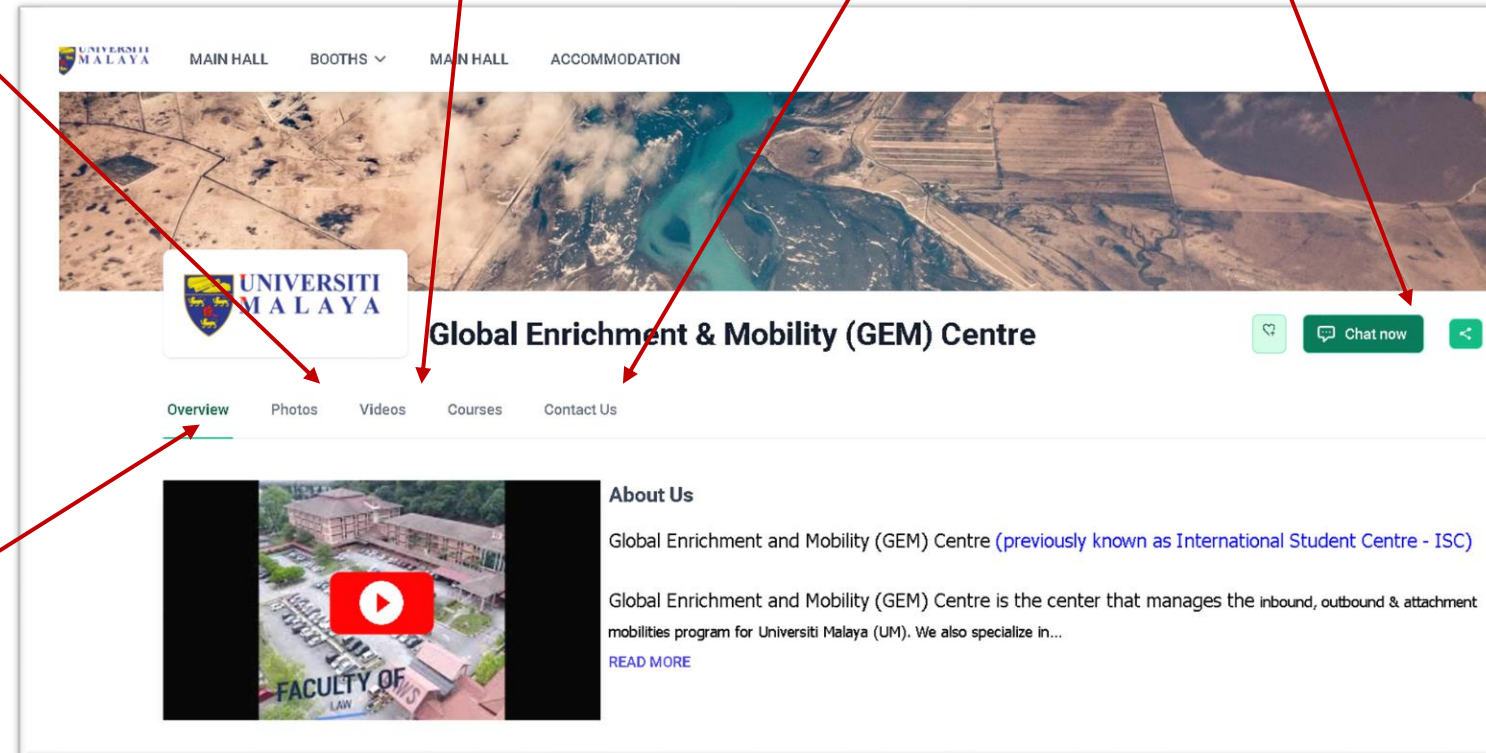 UNIVERSITI
MALAYA
MAIN HALL BOOTHS MAIN HALL ACCOMMODATION
UNIVERSITI
MALAYA
Global Enrichment & Mobility (GEM) Centre
Chat now
Overview Photos Videos Courses Contact Us
About Us
Global Enrichment and Mobility (GEM) Centre (previously known as International Student Centre - ISC)
Global Enrichment and Mobility (GEM) Centre is the center that manages the inbound, outbound & attachment
mobilities program for Universiti Malaya (UM). We also specialize in...
READ MORE
FACULTY OF
LAW